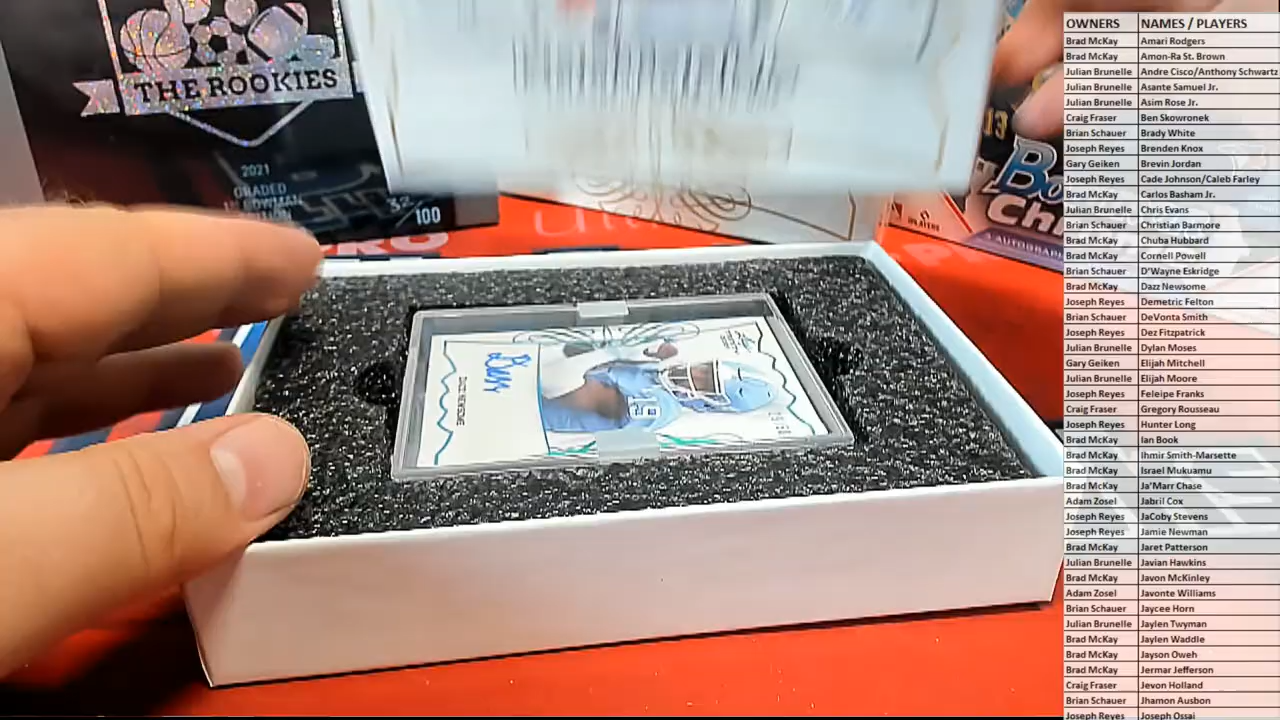 THE ROOKIES
2021
GRADED
100
DAZZ NEWSOME
13
OWNERS NAMES / PLAYERS
Brad McKay Amari Rodgers
Brad McKay Amon-Ra St. Brown
Julian Brunelle Andre Cisco/Anthony Schwartz
Julian Brunelle Asante Samuel Jr.
Julian Brunelle Asim Rose Jr.
Craig Fraser Ben Skowronek
Brian Schauer Brady White
Joseph Reyes Brenden Knox
Gary Geiken Brevin Jordan
Joseph Reyes Cade Johnson/Caleb Farley
Brad McKay Carlos Basham Jr.
Julian Brunelle Chris Evans
Brian Schauer Christian Barmore
Brad McKay Chuba Hubbard
Brad McKay Cornell Powell
Brian Schauer D'Wayne Eskridge
Brad McKay Dazz Newsome
Joseph Reyes Demetric Felton
Brian Schauer DeVonta Smith
Joseph Reyes Dez Fitzpatrick
Julian Brunelle Dylan Moses
Gary Geiken Elijah Mitchell
Julian Brunelle Elijah Moore
Joseph Reyes Feleipe Franks
Craig Fraser Gregory Rousseau
Joseph Reyes Hunter Long
Brad McKay Ian Book
Brad McKay Ihmir Smith-Marsette
Brad McKay Israel Mukuamu
Brad McKay Ja'Marr Chase
Adam Zosel Jabril Cox
Joseph Reyes JaCoby Stevens
Joseph Reyes Jamie Newman
Brad McKay Jaret Patterson
Julian Brunelle Javian Hawkins
Brad McKay Javon McKinley
Adam Zosel Javonte Williams
Brian Schauer Jaycee Horn
Julian Brunelle Jaylen Twyman
Brad McKay Jaylen Waddle
Brad McKay Jayson Oweh
Brad McKay Jermar Jefferson
Craig Fraser Jevon Holland
Brian Schauer Jhamon Ausbon
Joseph Reyes Joseph Ossai